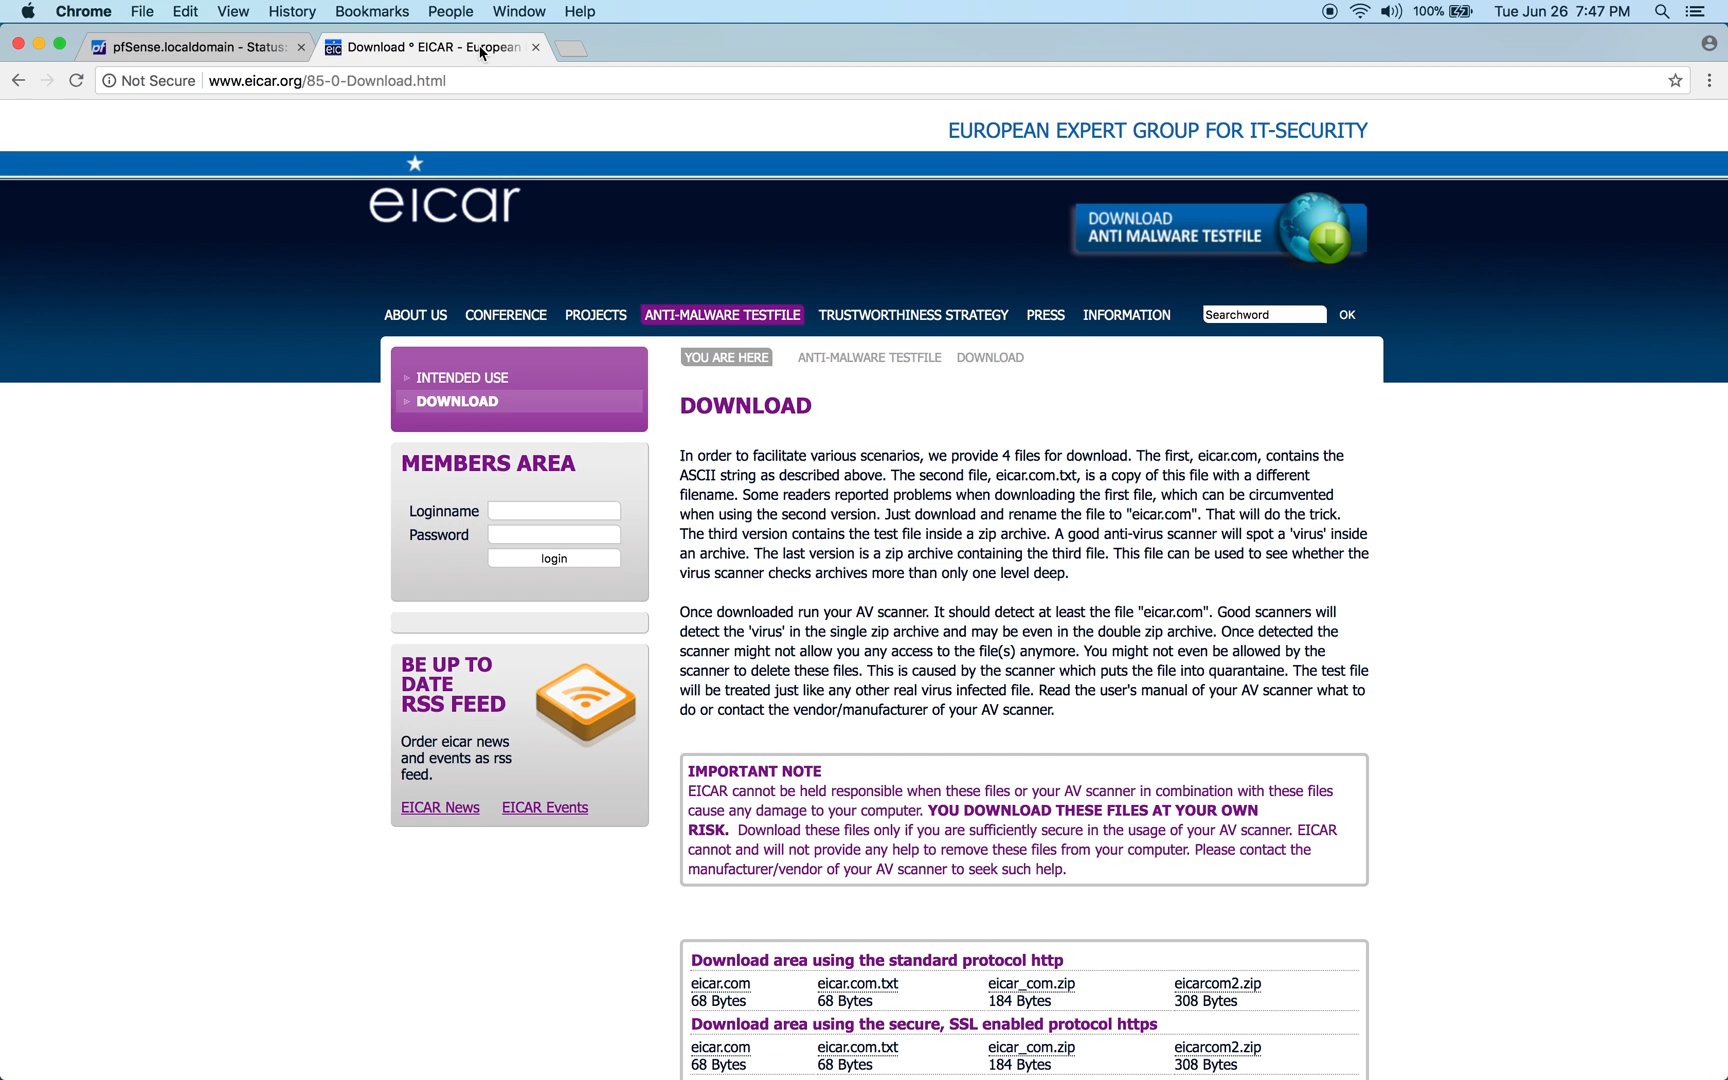 Chrome File Edit View History Bookmarks People Window Help 100% Tue Jun 26 7:47 PM
pfSense.localdomain - Status: Download ° EICAR - European
Not Secure www.eicar.org/85-0-Download.html
EUROPEAN EXPERT GROUP FOR IT-SECURITY
eicar
DOWNLOAD
ANTI MALWARE TESTFILE
ABOUT US CONFERENCE PROJECTS ANTI-MALWARE TESTFILE TRUSTWORTHINESS STRATEGY PRESS INFORMATION Searchword OK
YOU ARE HERE ANTI-MALWARE TESTFILE DOWNLOAD
INTENDED USE
DOWNLOAD
MEMBERS AREA
Loginname
Password
login
BE UP TO
DATE
RSS FEED
Order eicar news
and events as rss
feed.
EICAR News EICAR Events
DOWNLOAD
In order to facilitate various scenarios, we provide 4 files for download. The first, eicar.com, contains the
ASCII string as described above. The second file, eicar.com.txt, is a copy of this file with a different
filename. Some readers reported problems when downloading the first file, which can be circumvented
when using the second version. Just download and rename the file to "eicar.com". That will do the trick.
The third version contains the test file inside a zip archive. A good anti-virus scanner will spot a 'virus' inside
an archive. The last version is a zip archive containing the third file. This file can be used to see whether the
virus scanner checks archives more than only one level deep.
Once downloaded run your AV scanner. It should detect at least the file "eicar.com". Good scanners will
detect the 'virus' in the single zip archive and may be even in the double zip archive. Once detected the
scanner might not allow you any access to the file(s) anymore. You might not even be allowed by the
scanner to delete these files. This is caused by the scanner which puts the file into quarantaine. The test file
will be treated just like any other real virus infected file. Read the user's manual of your AV scanner what to
do or contact the vendor/manufacturer of your AV scanner.
IMPORTANT NOTE
EICAR cannot be held responsible when these files or your AV scanner in combination with these files
cause any damage to your computer. YOU DOWNLOAD THESE FILES AT YOUR OWN
RISK. Download these files only if you are sufficiently secure in the usage of your AV scanner. EICAR
cannot and will not provide any help to remove these files from your computer. Please contact the
manufacturer/vendor of your AV scanner to seek such help.
Download area using the standard protocol http
eicar.com eicar.com.txt eicar_com.zip eicarcom2.zip
68 Bytes 68 Bytes 184 Bytes 308 Bytes
Download area using the secure, SSL enabled protocol https
eicar.com eicar.com.txt eicar_com.zip eicarcom2.zip
68 Bytes 68 Bytes 184 Bytes 308 Bytes